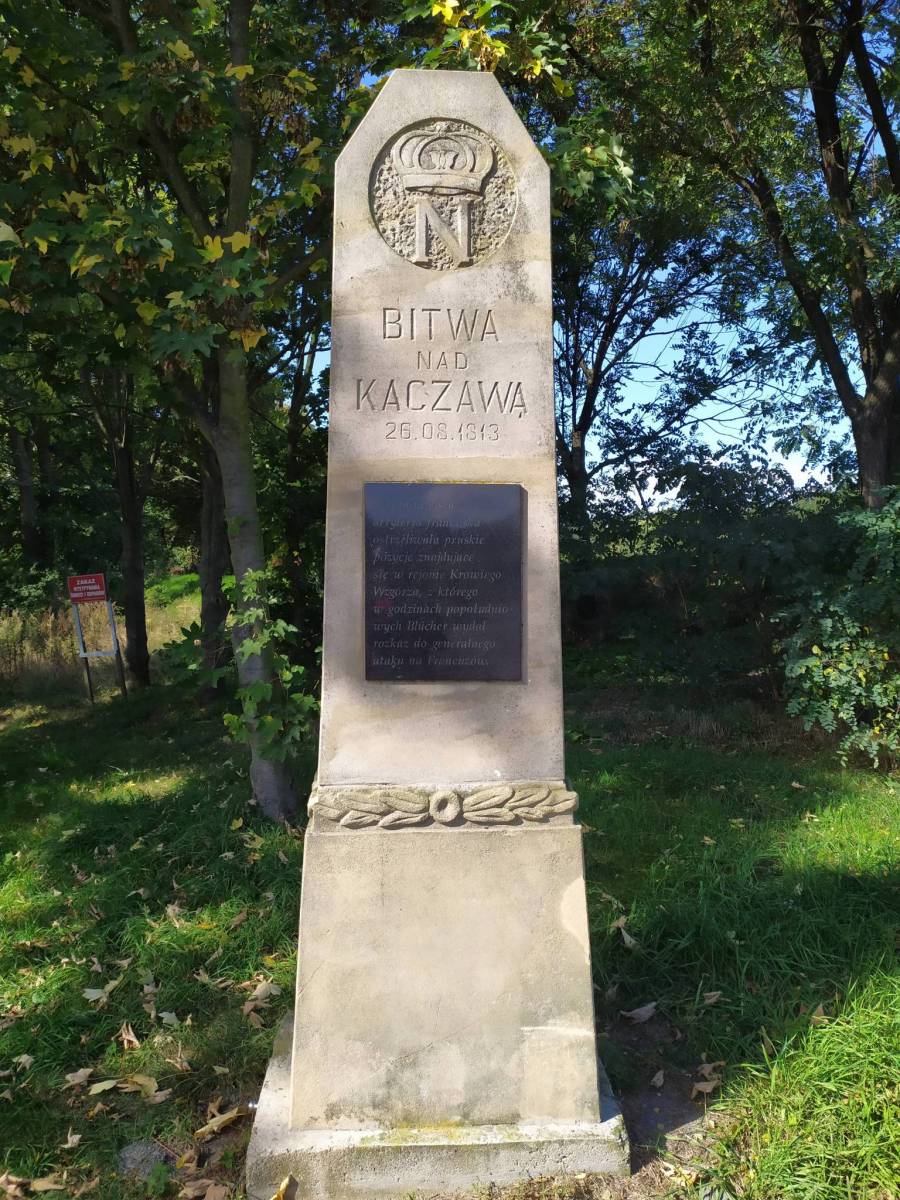 N
BITWA
NAD
KACZAWĄ
26.08.1813
artyleria francuska
ostrzeliwała pruskie
pozycje znajdujące
się w rejonie Krowiego
Wzgórza, z którego
w godzinach popołudnio
wych Blücher wydał
rozkaz do generalnego
ataku na Francuzów.
ZAKAZ